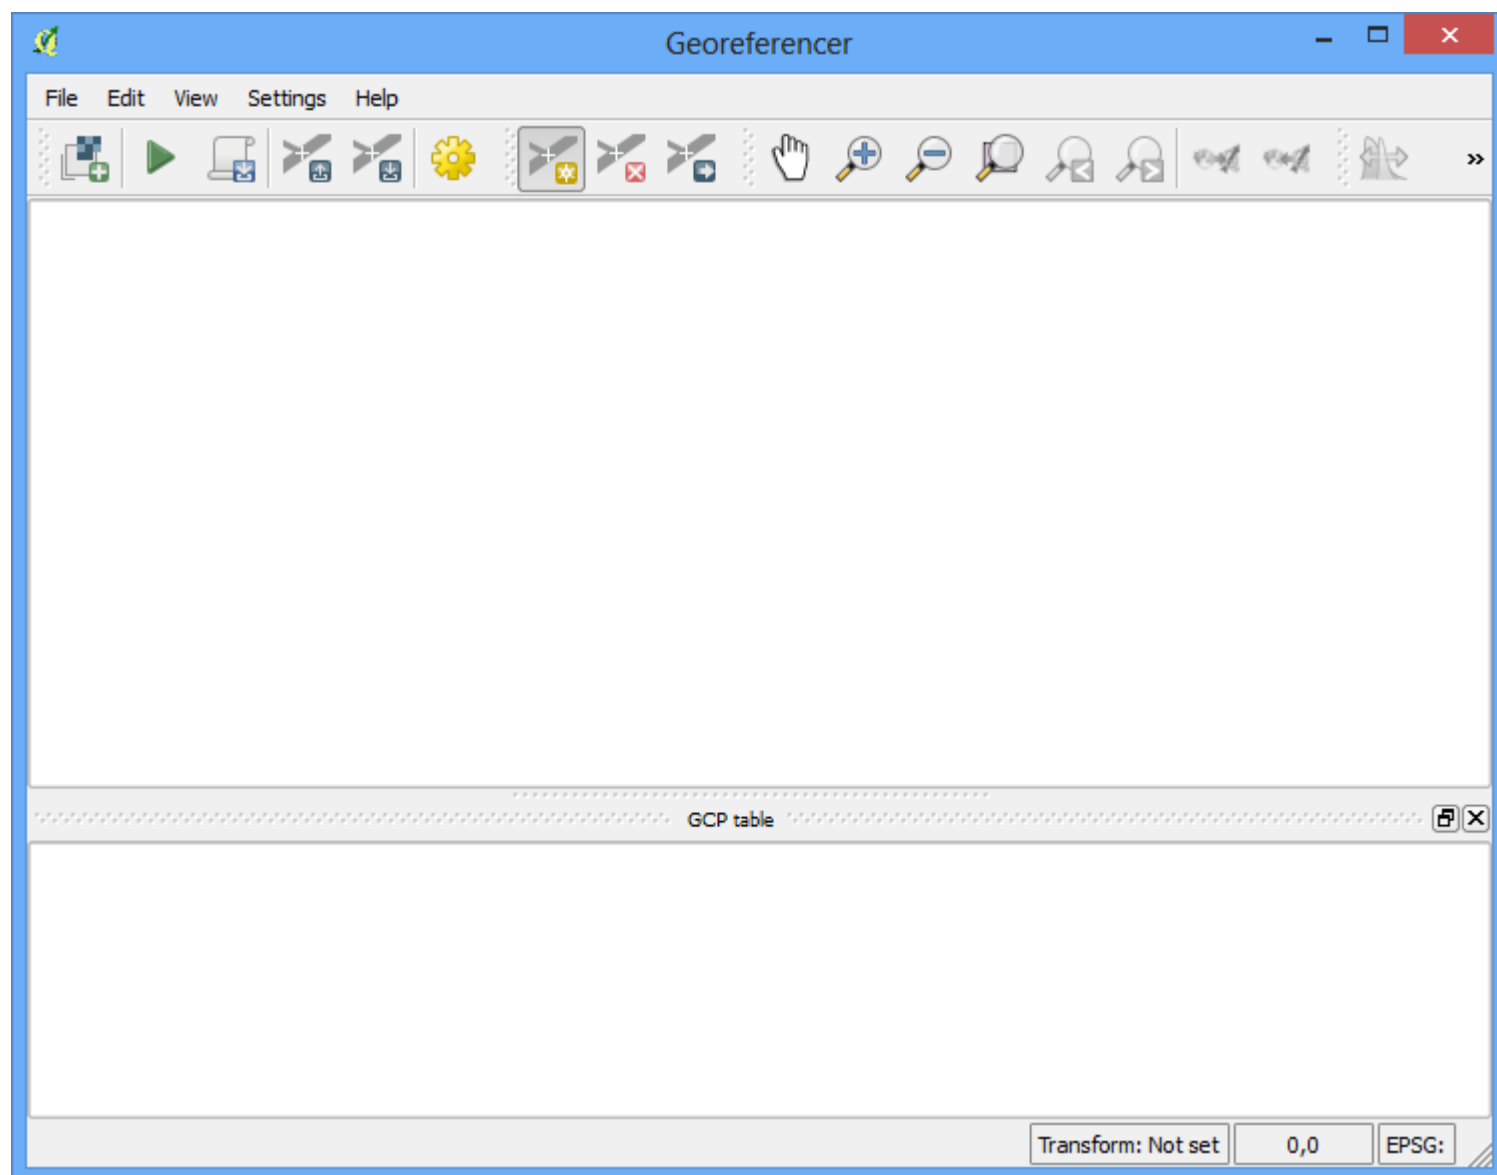 Georeferencer
File Edit View Settings Help
»
GCP table
Transform: Not set 0,0 EPSG: